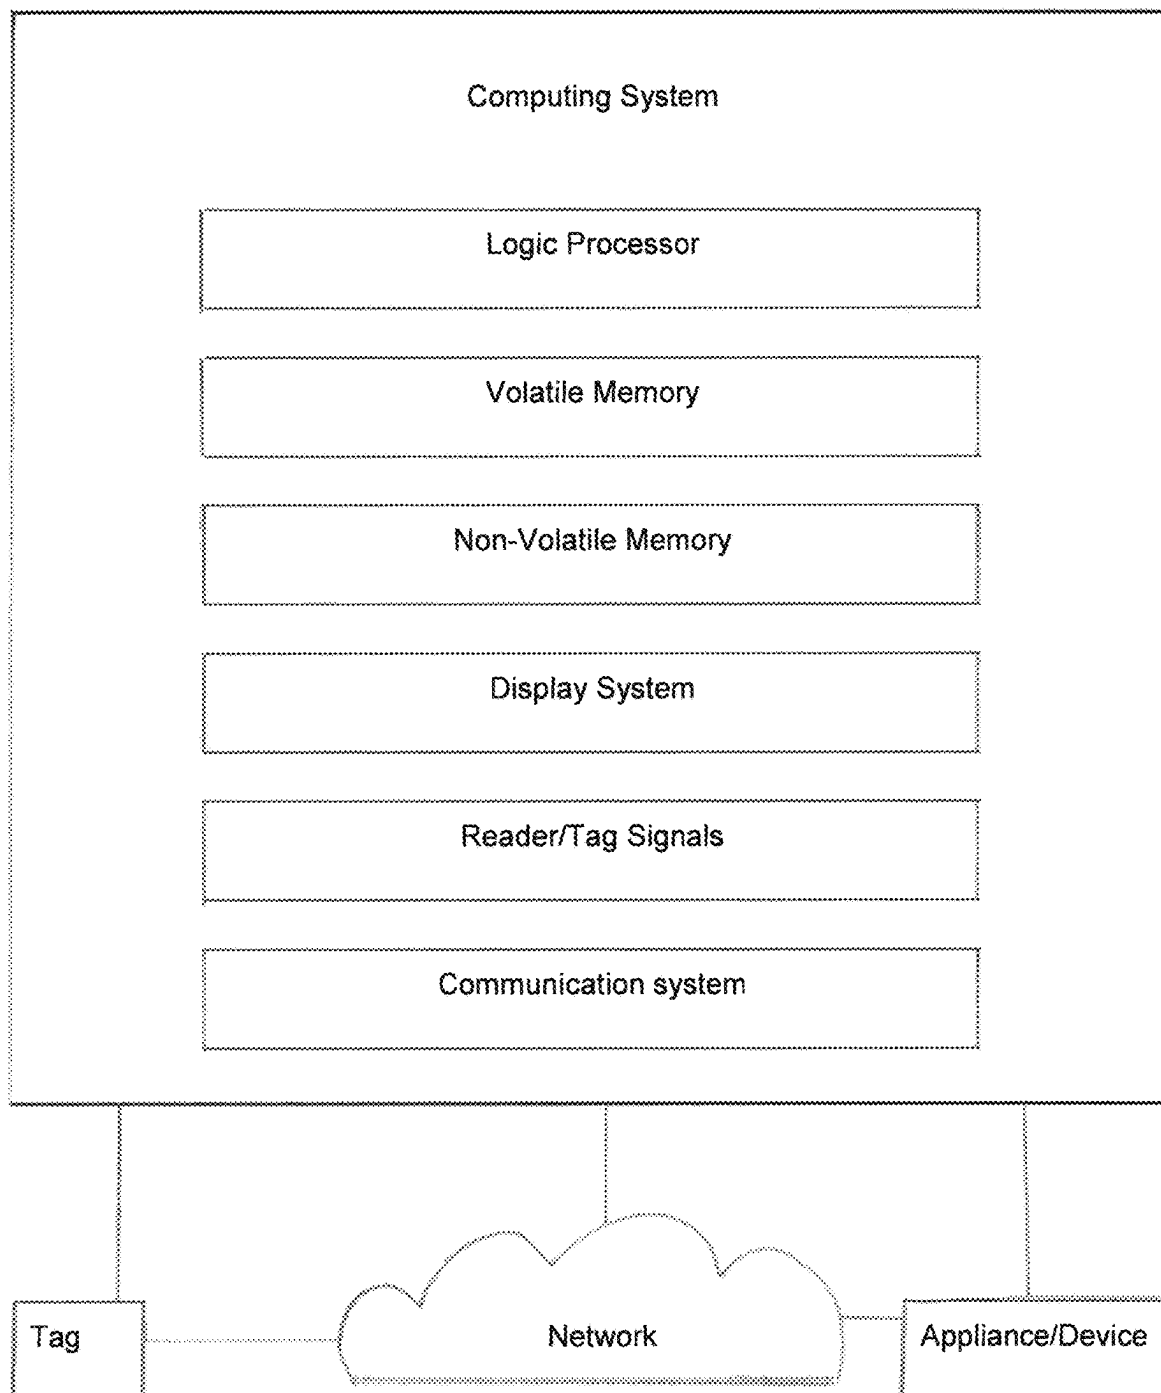 Computing System
Logic Processor
Volatile Memory
Non-Volatile Memory
Display System
Reader/Tag Signals
Communication system
Tag
Network
Appliance/Device